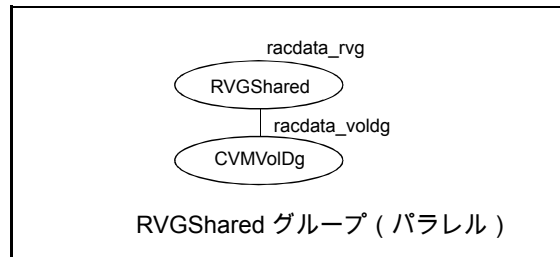 racdata_rvg
RVGShared
racdata_voldg
CVMVolDg
RVGShared グループ ( パラレル )